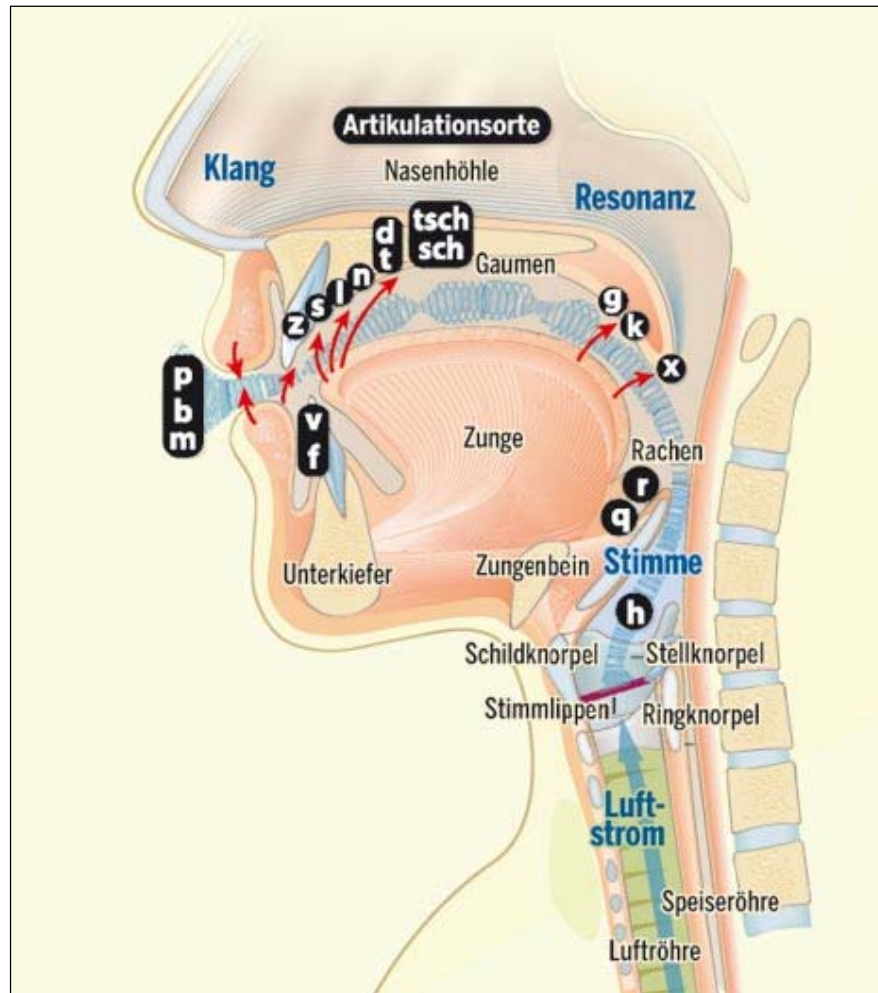 Artikulationsorte
Klang
Nasenhöhle
Resonanz
tsch
sch
d
t
Gaumen
n
l
s
z
g
k
x
p
b
m
v
f
Zunge
Rachen
r
q
Unterkiefer
Zungenbein
Stimme
h
Schildknorpel
Stellknorpel
Stimmlippen
Ringknorpel
Luft-
strom
Speiseröhre
Luftröhre